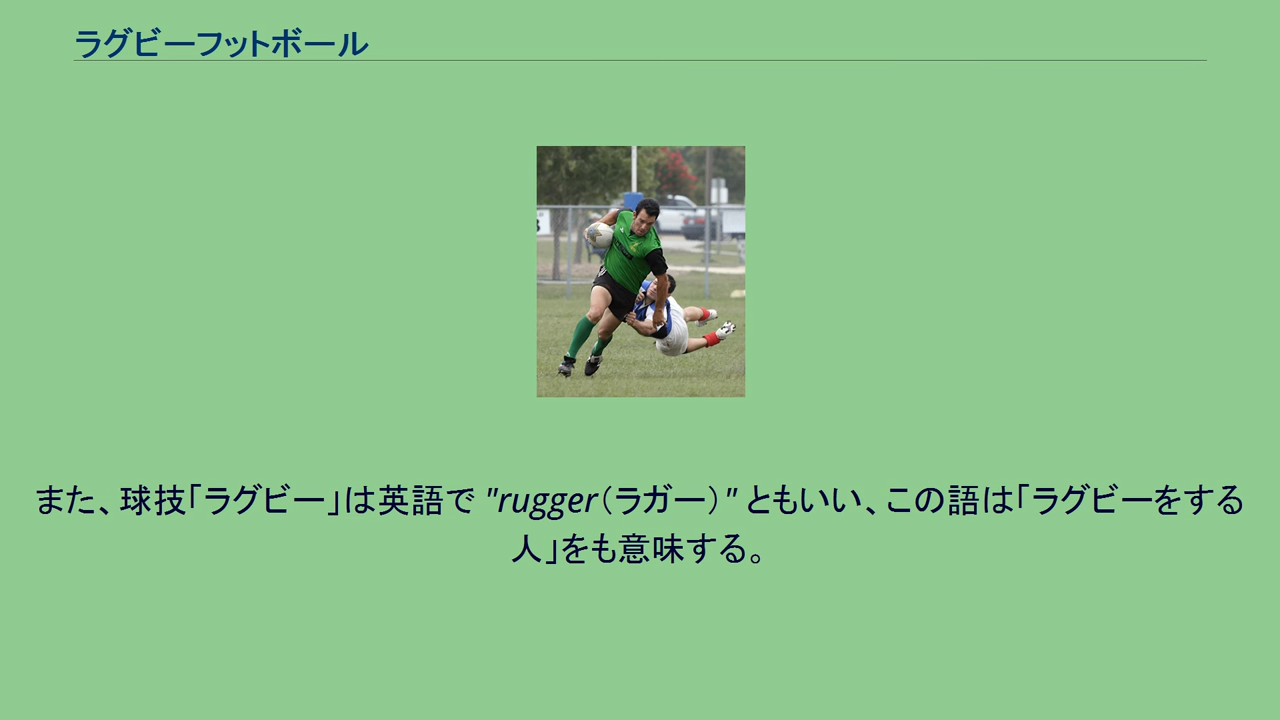 ラグビーフットボール
また、球技「ラグビー」は英語で "rugger（ラガー）" ともいい、この語は「ラグビーをする
人」をも意味する。